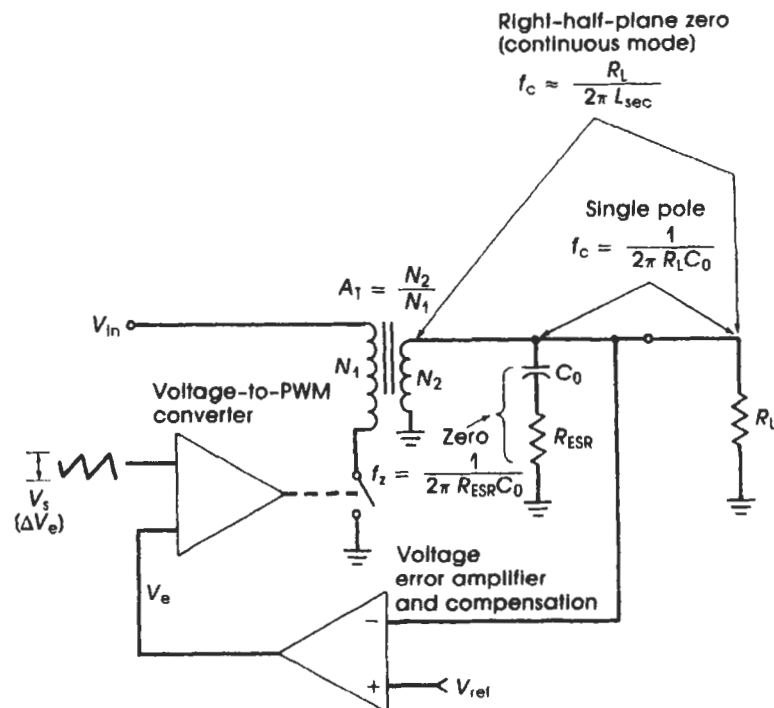 Right-half-plane zero
(continuous mode)
f_c ≈ R_L / 2π L_sec
Single pole
f_c = 1 / 2π R_L C_0
A_T = N_2 / N_1
V_in
N_1
N_2
C_0
Voltage-to-PWM
converter
Zero
R_ESR
R_L
f_z = 1 / 2π R_ESR C_0
V_s
(ΔV_e)
Voltage
error amplifier
and compensation
V_e
−
+
V_ref